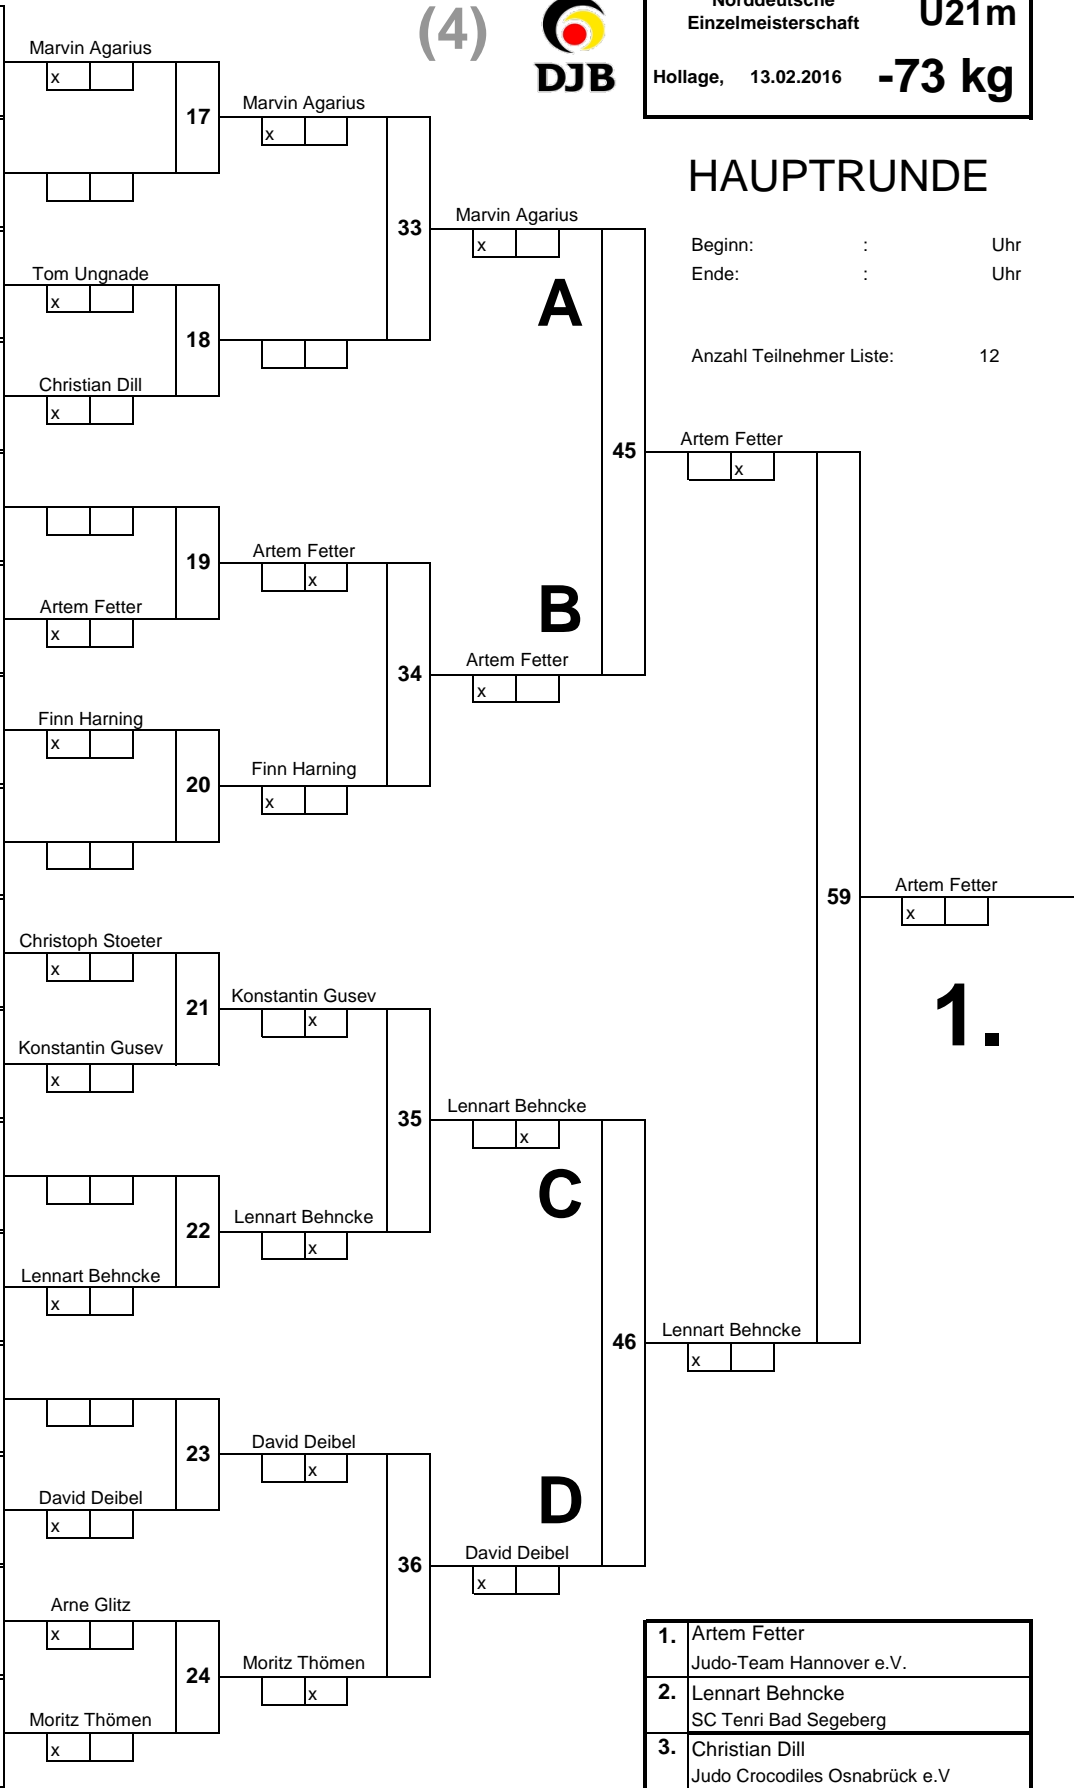 (4)
DJB
Norddeutsche
Einzelmeisterschaft
U21m
Hollage, 13.02.2016 -73 kg
HAUPTRUNDE
Beginn: : Uhr
Ende: : Uhr
Anzahl Teilnehmer Liste: 12
Marvin Agarius
x
17
Marvin Agarius
x
33
Marvin Agarius
x
A
Tom Ungnade
x
18
Christian Dill
x
45
Artem Fetter
x
19
Artem Fetter
x
Artem Fetter
x
B
34
Artem Fetter
x
Finn Harning
x
20
Finn Harning
x
59
Artem Fetter
x
1.
Christoph Stoeter
x
21
Konstantin Gusev
x
Konstantin Gusev
x
35
Lennart Behncke
x
C
22
Lennart Behncke
x
Lennart Behncke
x
46
Lennart Behncke
x
23
David Deibel
x
David Deibel
x
D
36
David Deibel
x
Arne Glitz
x
24
Moritz Thömen
x
Moritz Thömen
x
1. Artem Fetter
Judo-Team Hannover e.V.
2. Lennart Behncke
SC Tenri Bad Segeberg
3. Christian Dill
Judo Crocodiles Osnabrück e.V